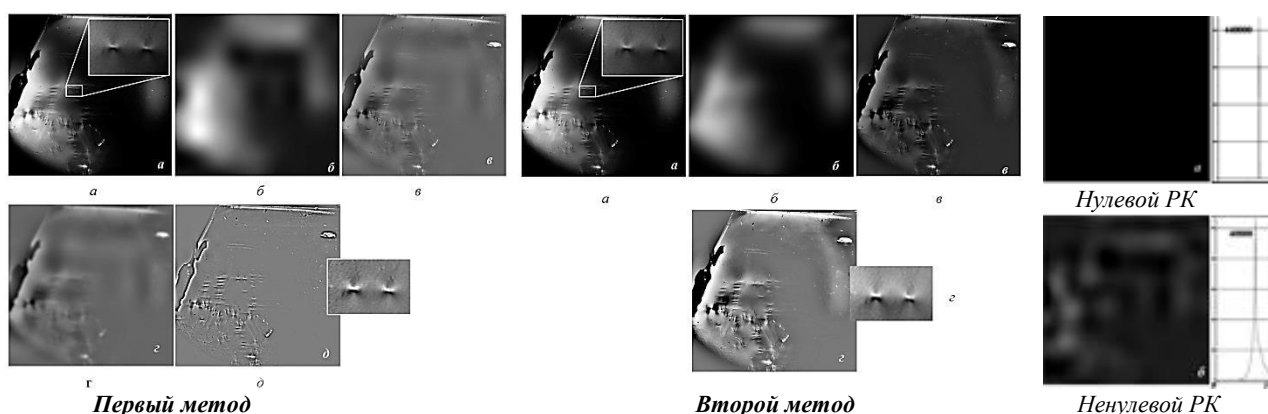 а б в а б в а
а б в а б в Нулевой РК
г д г г б
г д
Первый метод Второй метод Ненулевой РК